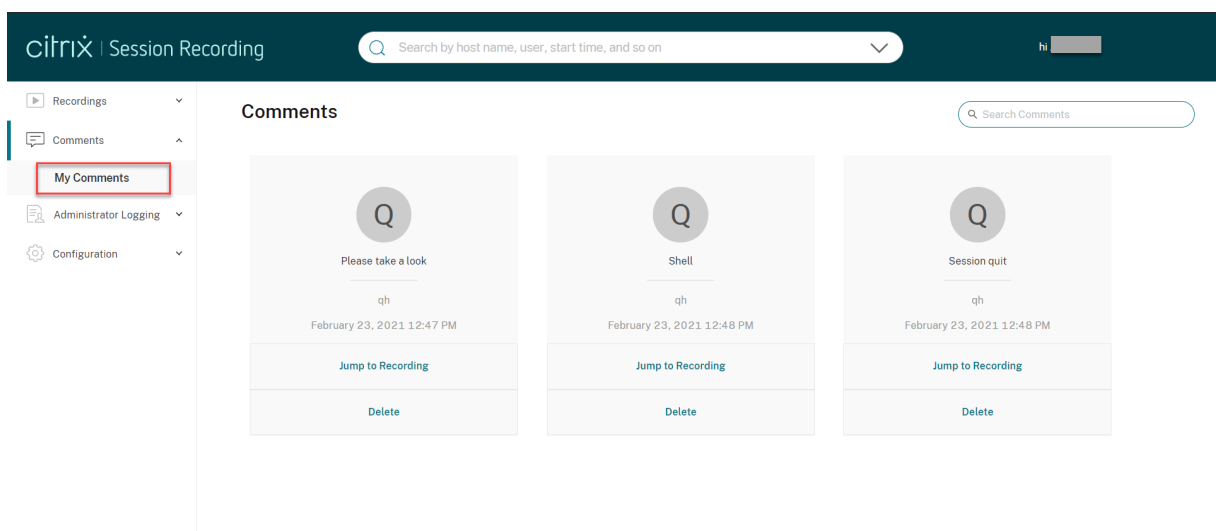 citrix | Session Recording
Search by host name, user, start time, and so on
hi
Recordings
Comments
My Comments
Administrator Logging
Configuration
Comments
Search Comments
Q
Please take a look
qh
February 23, 2021 12:47 PM
Jump to Recording
Delete
Q
Shell
qh
February 23, 2021 12:48 PM
Jump to Recording
Delete
Q
Session quit
qh
February 23, 2021 12:48 PM
Jump to Recording
Delete